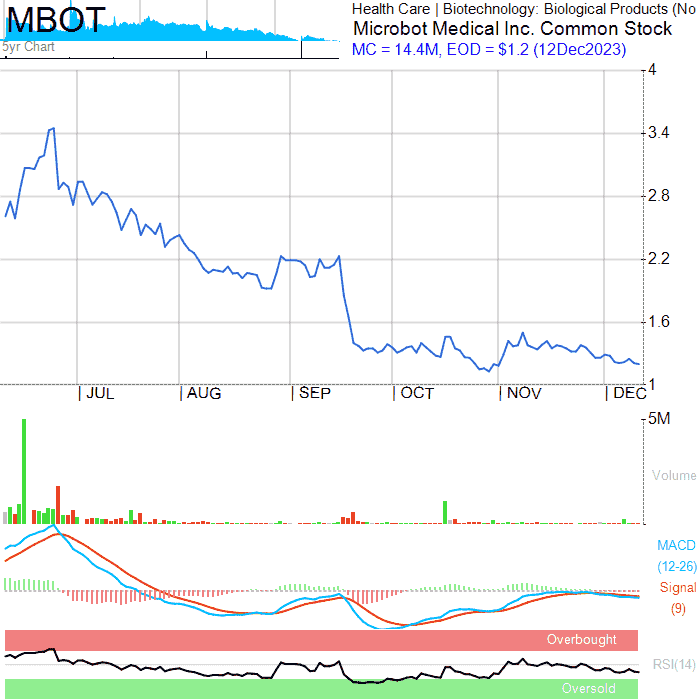 MBOT
5yr Chart
Health Care | Biotechnology: Biological Products (No
Microbot Medical Inc. Common Stock
MC = 14.4M, EOD = $1.2 (12Dec2023)
4
3.4
2.8
2.2
1.6
1
| JUL | AUG | SEP | OCT | NOV | DEC
5M
Volume
MACD
(12-26)
Signal
(9)
Overbought
RSI(14)
Oversold